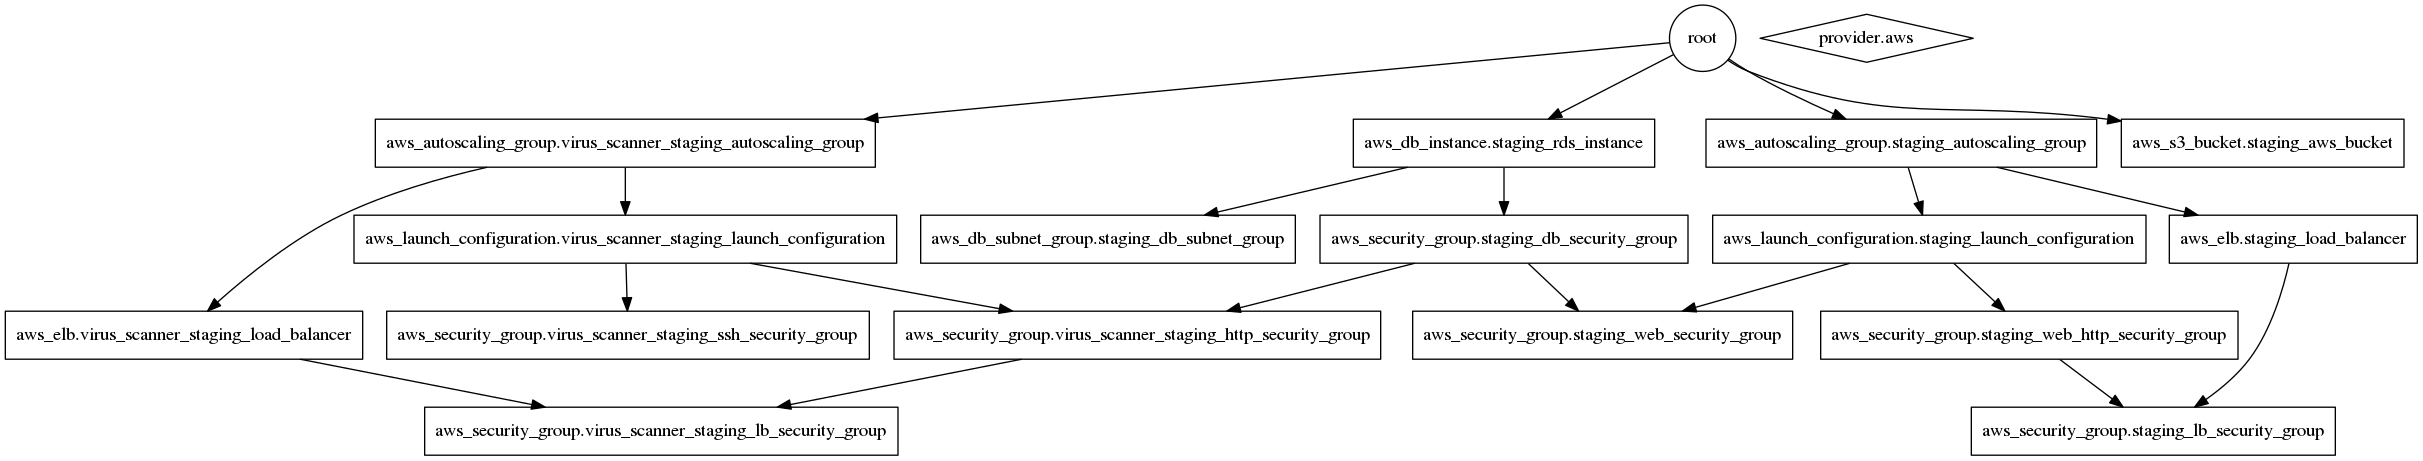 root
provider.aws
aws_autoscaling_group.virus_scanner_staging_autoscaling_group
aws_db_instance.staging_rds_instance
aws_autoscaling_group.staging_autoscaling_group
aws_s3_bucket.staging_aws_bucket
aws_launch_configuration.virus_scanner_staging_launch_configuration
aws_db_subnet_group.staging_db_subnet_group
aws_security_group.staging_db_security_group
aws_launch_configuration.staging_launch_configuration
aws_elb.staging_load_balancer
aws_elb.virus_scanner_staging_load_balancer
aws_security_group.virus_scanner_staging_ssh_security_group
aws_security_group.virus_scanner_staging_http_security_group
aws_security_group.staging_web_security_group
aws_security_group.staging_web_http_security_group
aws_security_group.virus_scanner_staging_lb_security_group
aws_security_group.staging_lb_security_group